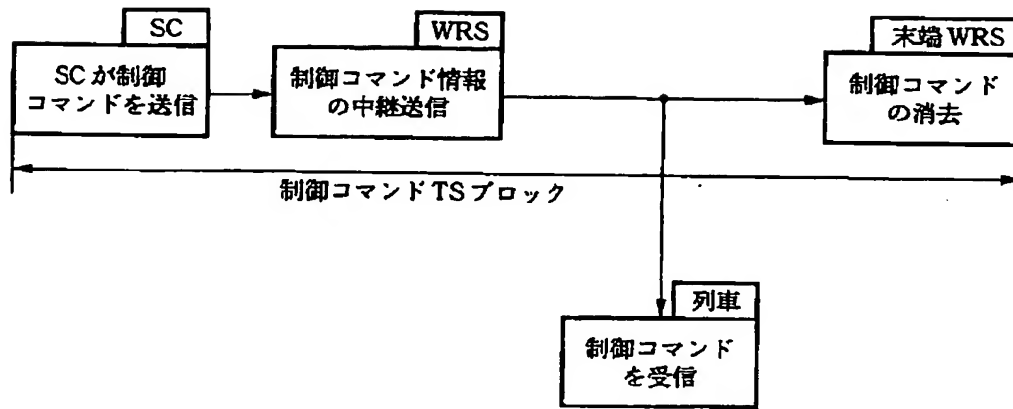 SC
SCが制御
コマンドを送信
WRS
制御コマンド情報
の中継送信
末端WRS
制御コマンド
の消去
制御コマンドTSブロック
列車
制御コマンド
を受信